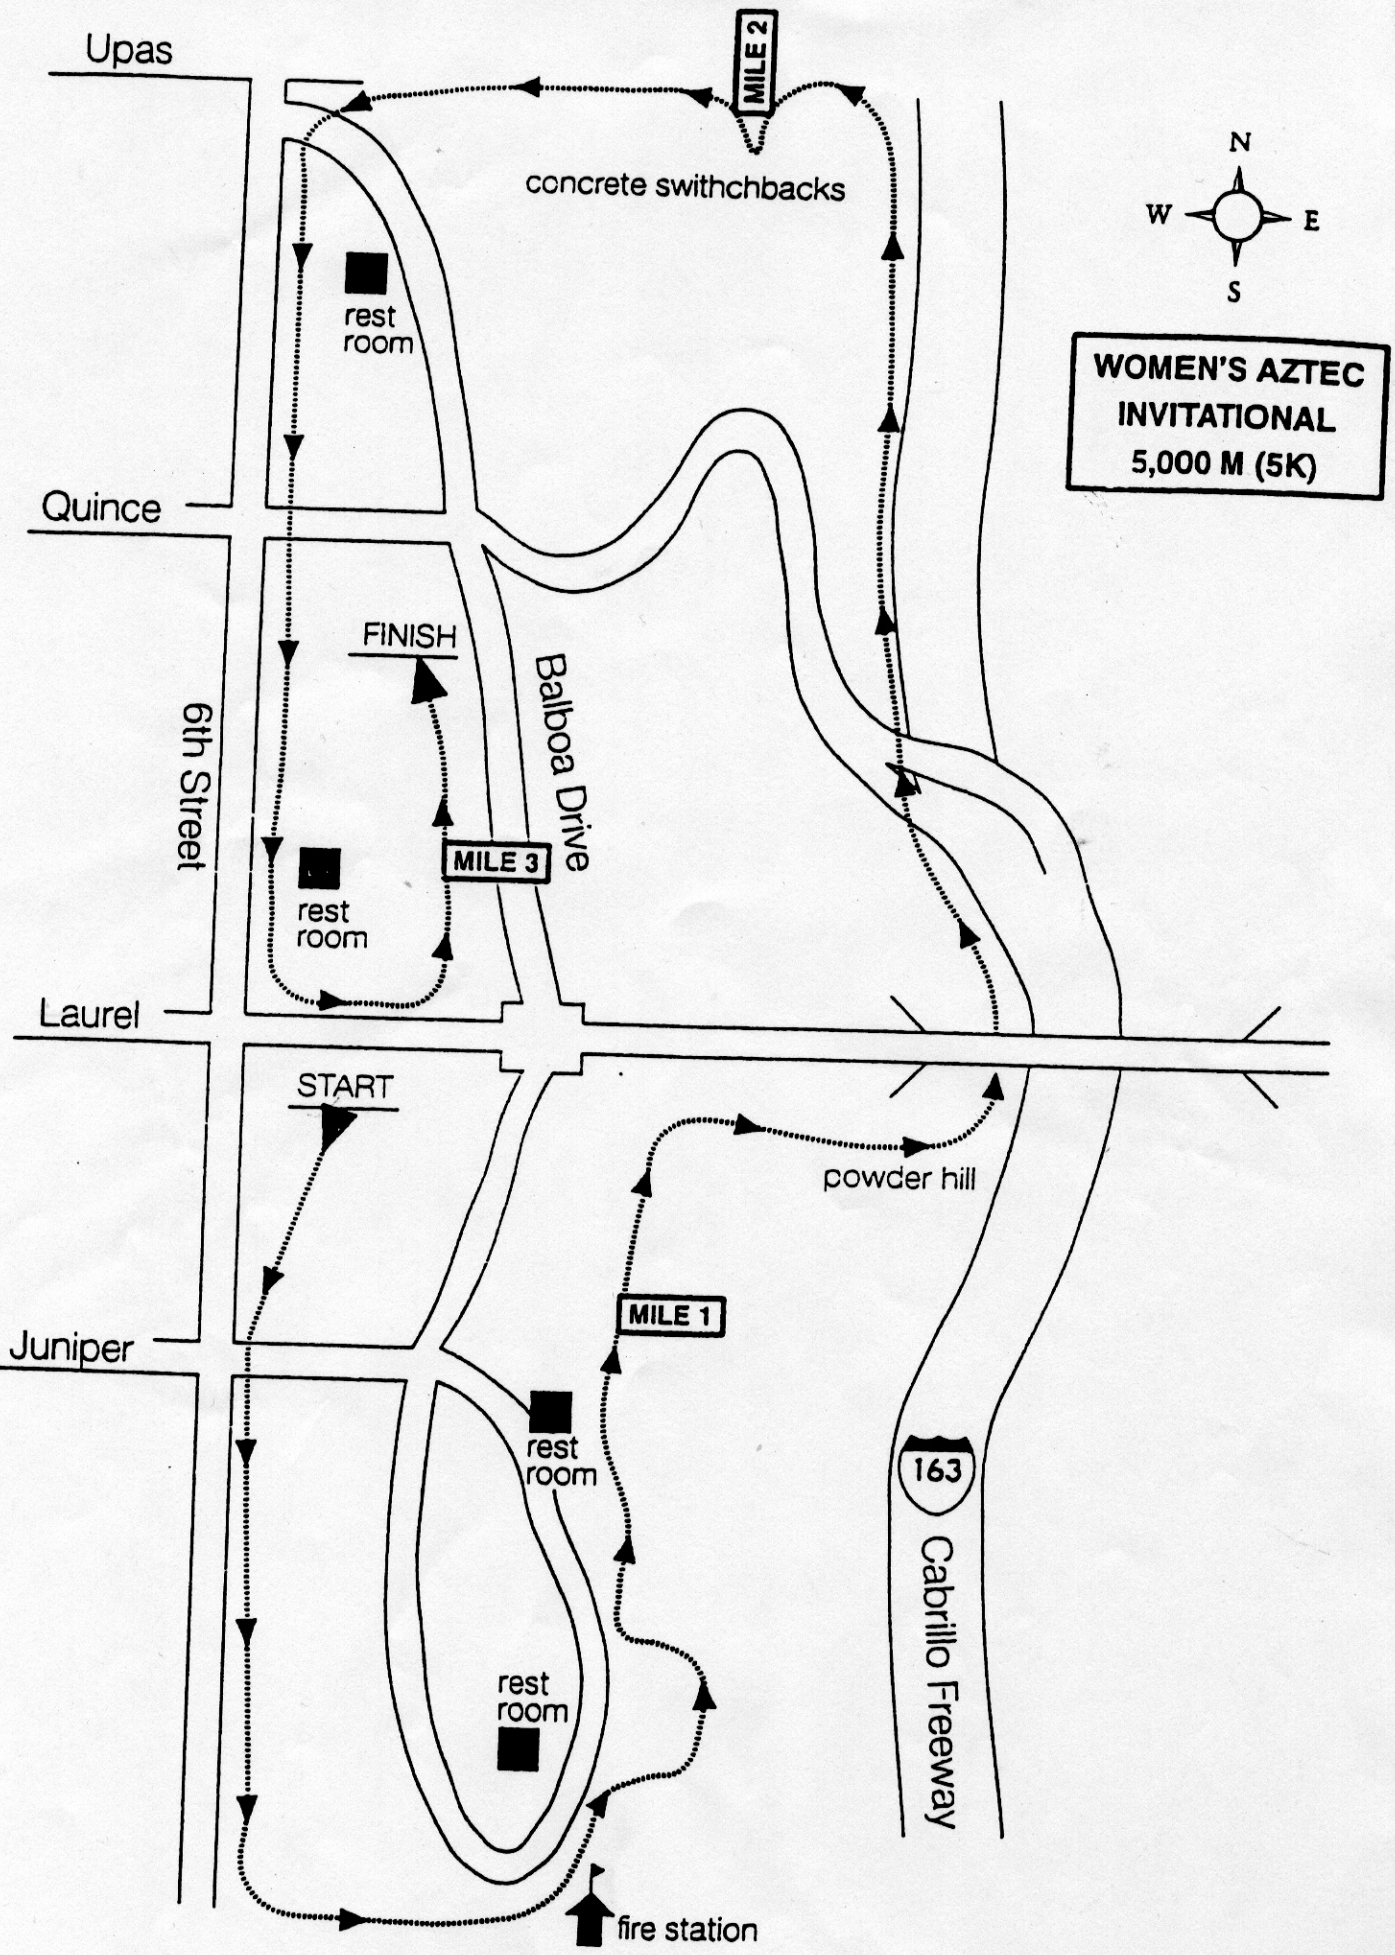 Upas
MILE 2
concrete swithchbacks
N
W
E
S
rest
room
WOMEN'S AZTEC
INVITATIONAL
5,000 M (5K)
Quince
FINISH
Balboa Drive
6th Street
MILE 3
rest
room
Laurel
START
powder hill
MILE 1
Juniper
rest
room
163
Cabrillo Freeway
rest
room
fire station